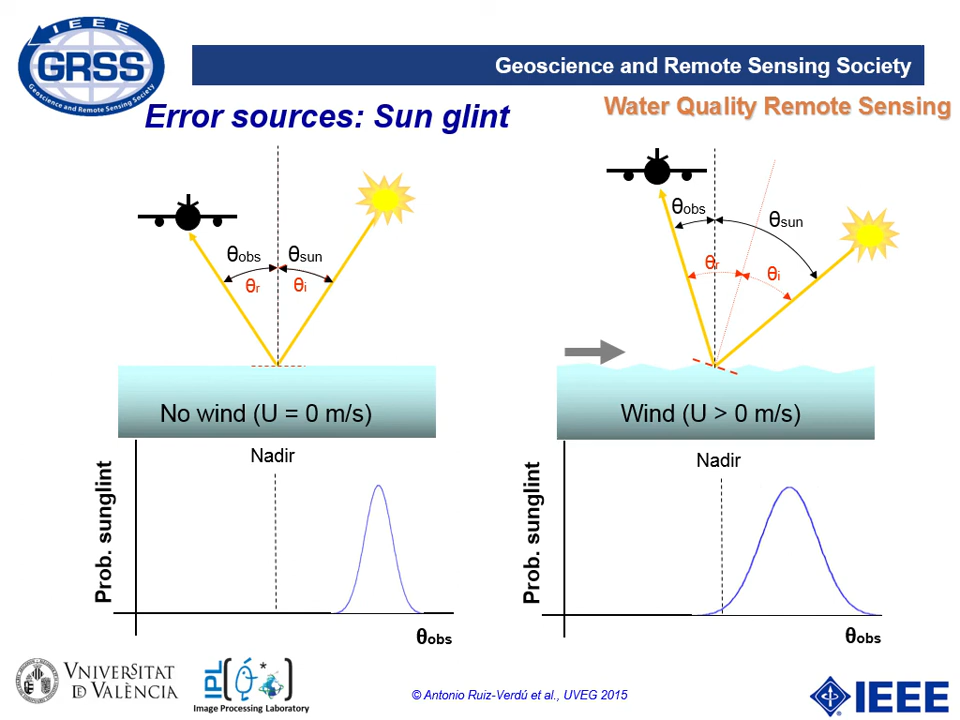 IEEE
GRSS
Geoscience and Remote Sensing Society
Geoscience and Remote Sensing Society
Error sources: Sun glint
Water Quality Remote Sensing
θobs
θsun
θr
θi
θobs
θsun
θr
θi
No wind (U = 0 m/s)
Wind (U > 0 m/s)
Nadir
Prob. sunglint
θobs
Nadir
Prob. sunglint
θobs
VNIVERSITAT
DE VALÈNCIA
IPL
Image Processing Laboratory
© Antonio Ruiz-Verdú et al., UVEG 2015
IEEE